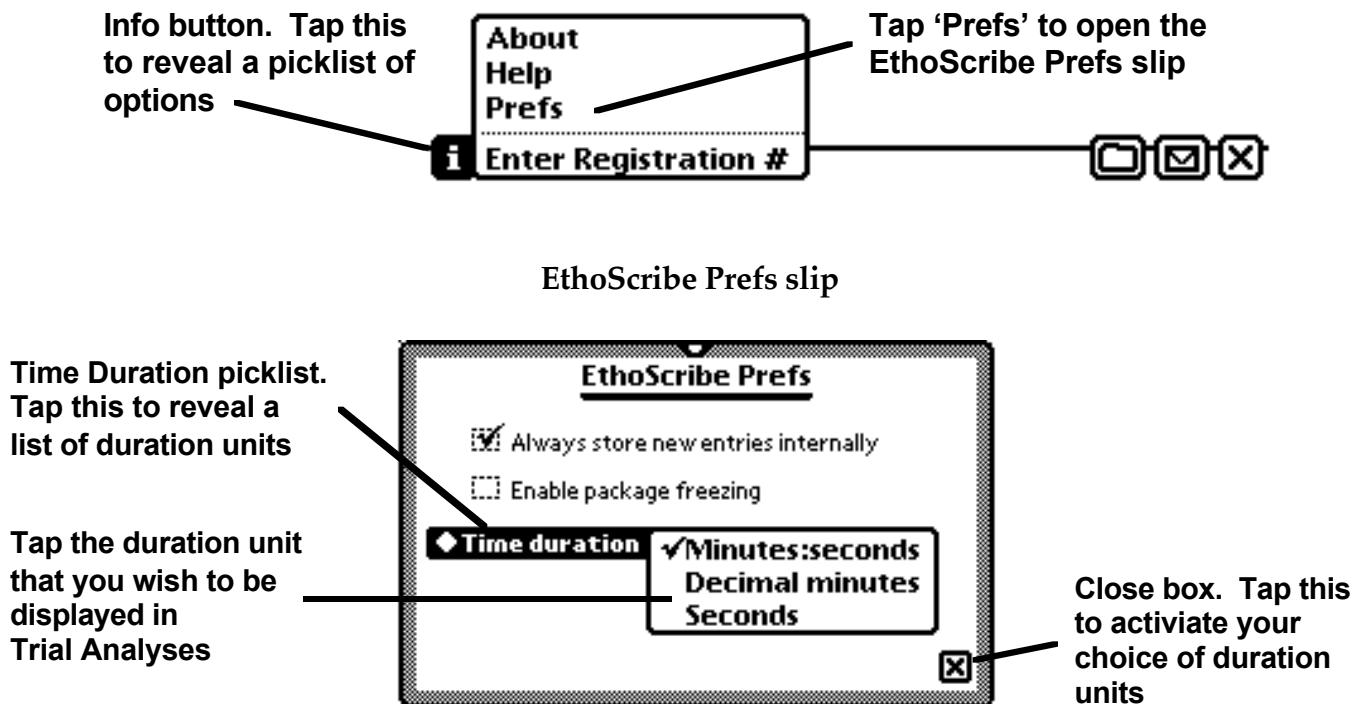 Info button.  Tap this
to reveal a picklist of
options
About
Help
Prefs
i Enter Registration #
Tap ‘Prefs’ to open the
EthoScribe Prefs slip
EthoScribe Prefs slip
Time Duration picklist.
Tap this to reveal a
list of duration units
Tap the duration unit
that you wish to be
displayed in
Trial Analyses
EthoScribe Prefs
Always store new entries internally
Enable package freezing
Time duration
Minutes:seconds
Decimal minutes
Seconds
Close box.  Tap this
to activiate your
choice of duration
units